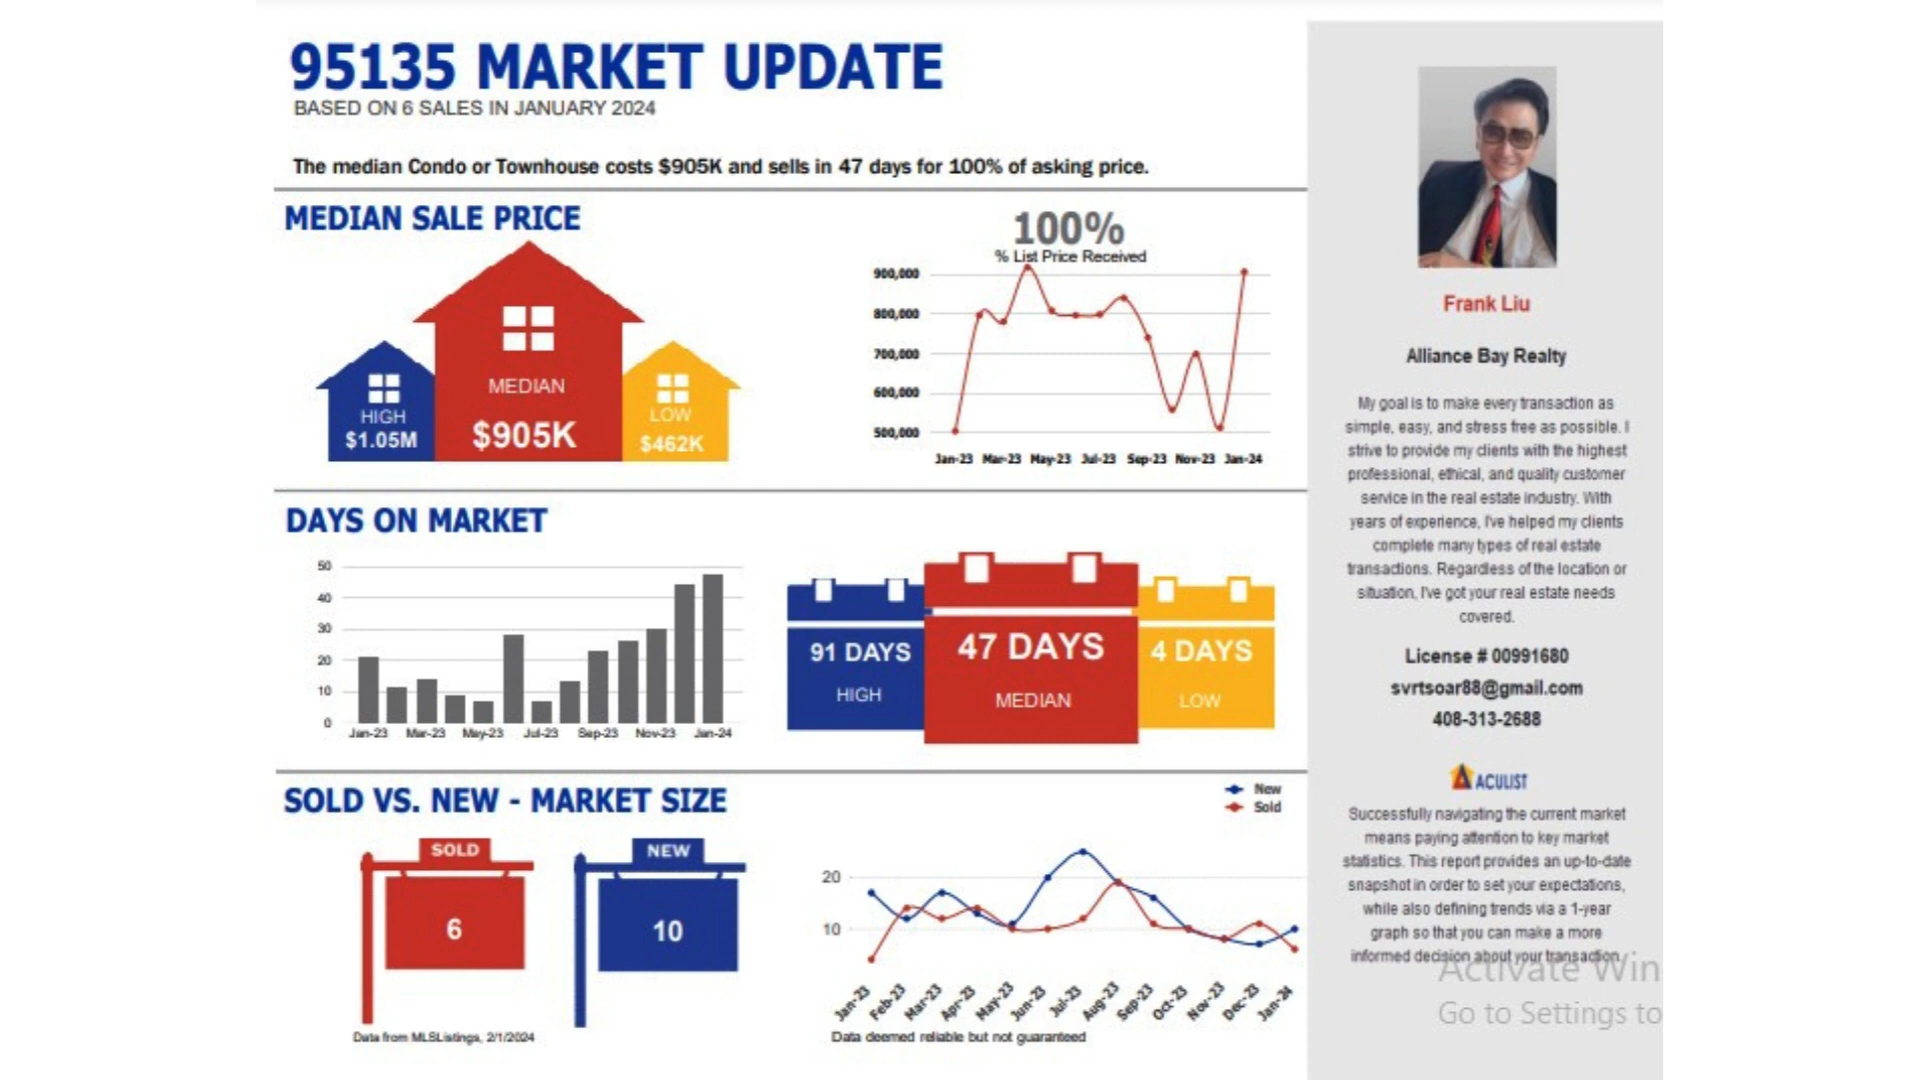 95135 MARKET UPDATE
BASED ON 6 SALES IN JANUARY 2024
The median Condo or Townhouse costs $905K and sells in 47 days for 100% of asking price.
MEDIAN SALE PRICE
HIGH
$1.05M
MEDIAN
$905K
LOW
$462K
100%
% List Price Received
900,000
800,000
700,000
600,000
500,000
Jan-23 Mar-23 May-23 Jul-23 Sep-23 Nov-23 Jan-24
DAYS ON MARKET
50
40
30
20
10
0
Jan-23 Mar-23 May-23 Jul-23 Sep-23 Nov-23 Jan-24
91 DAYS
HIGH
47 DAYS
MEDIAN
4 DAYS
LOW
SOLD VS. NEW - MARKET SIZE
SOLD
6
NEW
10
New
Sold
20
10
Jan-23 Feb-23 Mar-23 Apr-23 May-23 Jun-23 Jul-23 Aug-23 Sep-23 Oct-23 Nov-23 Dec-23 Jan-24
Data from MLSListings, 2/1/2024
Data deemed reliable but not guaranteed
Frank Liu
Alliance Bay Realty
My goal is to make every transaction as
simple, easy, and stress free as possible. I
strive to provide my clients with the highest
professional, ethical, and quality customer
service in the real estate industry. With
years of experience, I've helped my clients
complete many types of real estate
transactions. Regardless of the location or
situation, I've got your real estate needs
covered.
License # 00991680
svrtsoar88@gmail.com
408-313-2688
ACULIST
Successfully navigating the current market
means paying attention to key market
statistics. This report provides an up-to-date
snapshot in order to set your expectations,
while also defining trends via a 1-year
graph so that you can make a more
informed decision about your transaction.
Activate Win
Go to Settings to